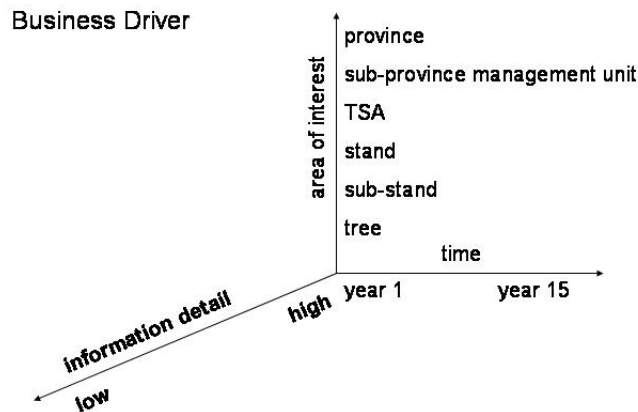 Business Driver
province
sub-province management unit
TSA
stand
sub-stand
tree
area of interest
time
year 1 year 15
information detail
high
low